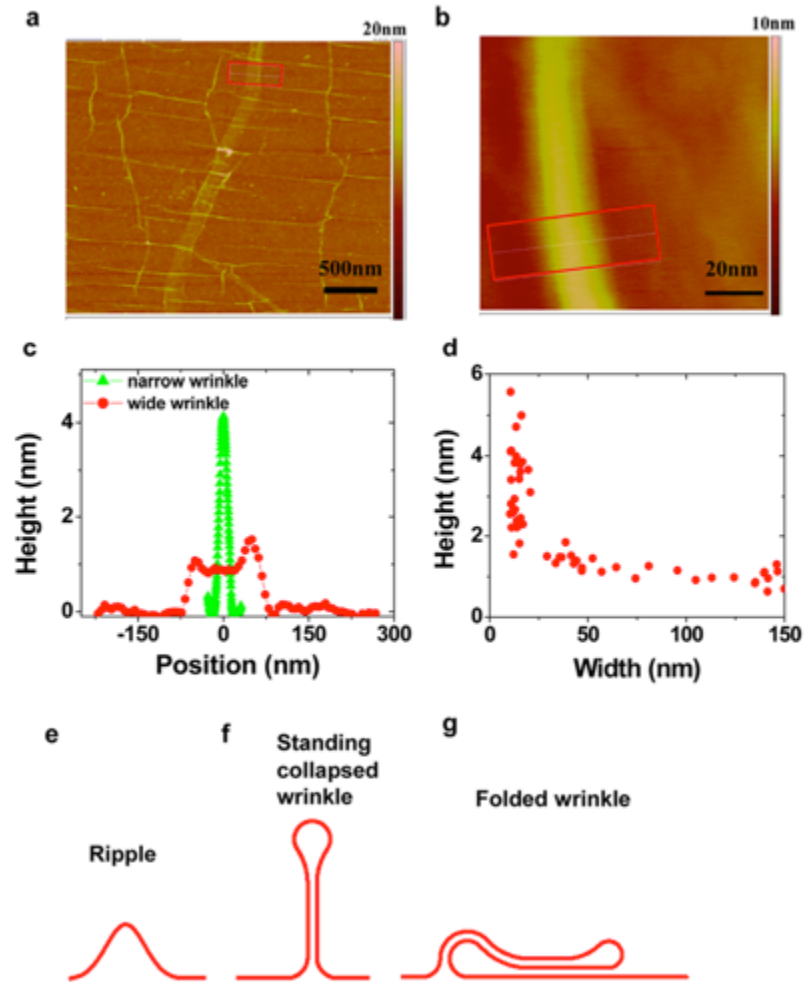 a
20nm
500nm
b
10nm
20nm
c
narrow wrinkle
wide wrinkle
4
2
0
Height (nm)
-150
0
150
300
Position (nm)
d
6
4
2
0
Height (nm)
0
50
100
150
Width (nm)
e
Ripple
f
Standing
collapsed
wrinkle
g
Folded wrinkle